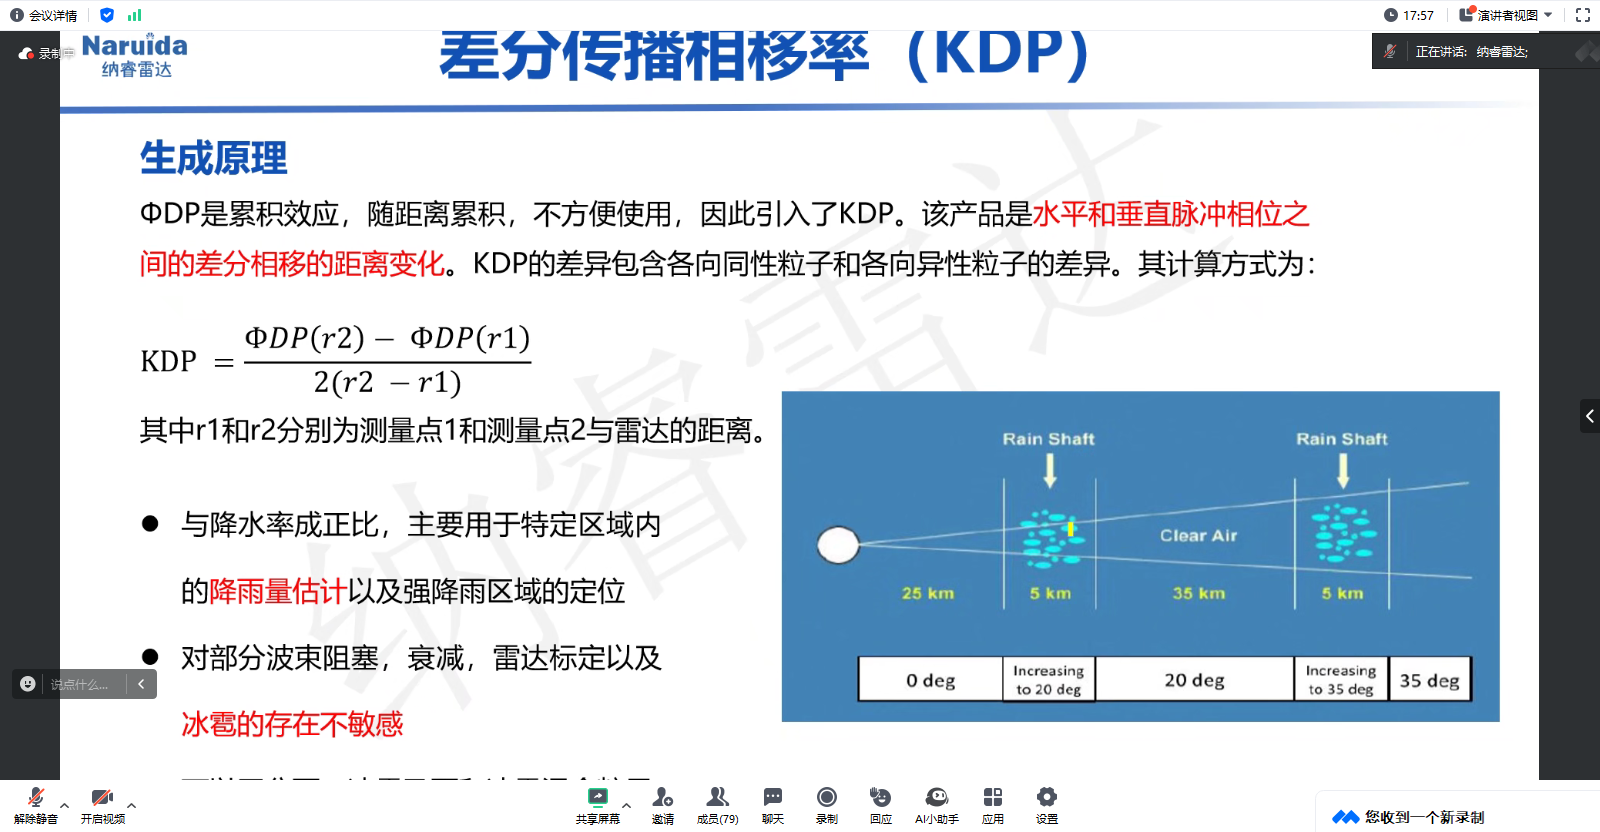 会议详情
17:57
演讲者视图
录制中
Naruida
纳睿雷达
差分传播相移率（KDP）
正在讲话: 纳睿雷达;
生成原理
ΦDP是累积效应，随距离累积，不方便使用，因此引入了KDP。该产品是水平和垂直脉冲相位之
间的差分相移的距离变化。KDP的差异包含各向同性粒子和各向异性粒子的差异。其计算方式为：
KDP = ΦDP(r2) − ΦDP(r1) / 2(r2 − r1)
其中r1和r2分别为测量点1和测量点2与雷达的距离。
● 与降水率成正比，主要用于特定区域内
的降雨量估计以及强降雨区域的定位
● 对部分波束阻塞，衰减，雷达标定以及
冰雹的存在不敏感
Rain Shaft
Rain Shaft
Clear Air
25 km
5 km
35 km
5 km
0 deg
Increasing
to 20 deg
20 deg
Increasing
to 35 deg
35 deg
纳睿雷达
说点什么...
解除静音
开启视频
共享屏幕
邀请
成员(79)
聊天
录制
回应
AI小助手
应用
设置
您收到一个新录制